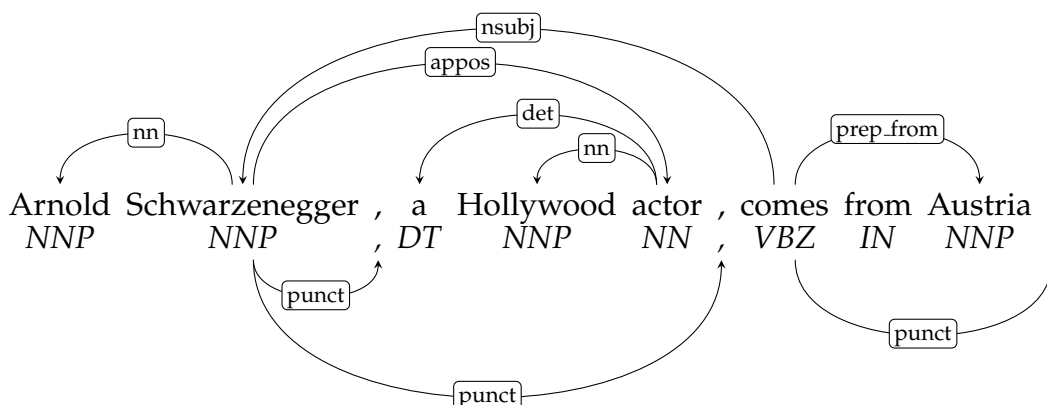 nsubj
appos
det
nn nn prep_from
Arnold Schwarzenegger , a Hollywood actor , comes from Austria
NNP NNP , DT NNP NN , VBZ IN NNP
punct
punct
punct